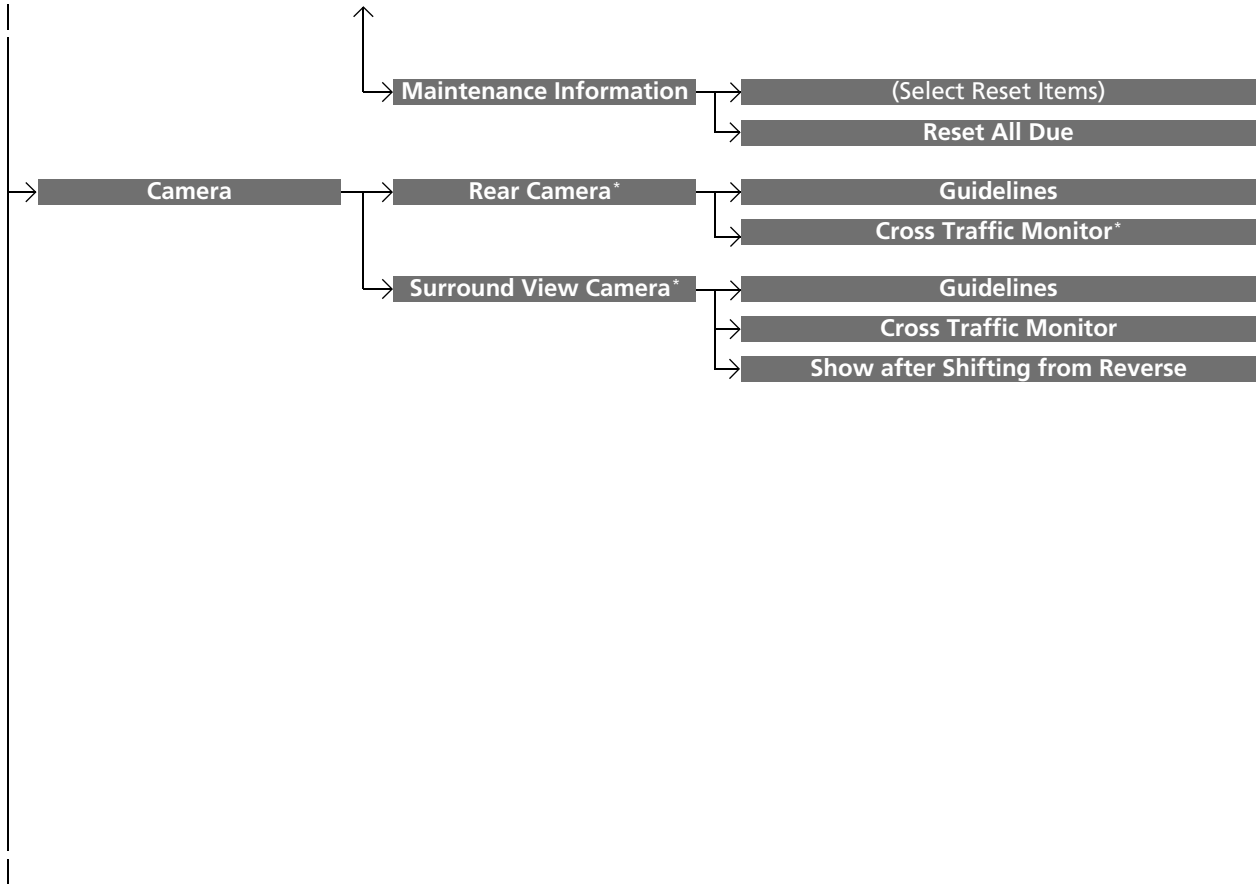 Maintenance Information
(Select Reset Items)
Reset All Due
Camera
Rear Camera*
Guidelines
Cross Traffic Monitor*
Surround View Camera*
Guidelines
Cross Traffic Monitor
Show after Shifting from Reverse